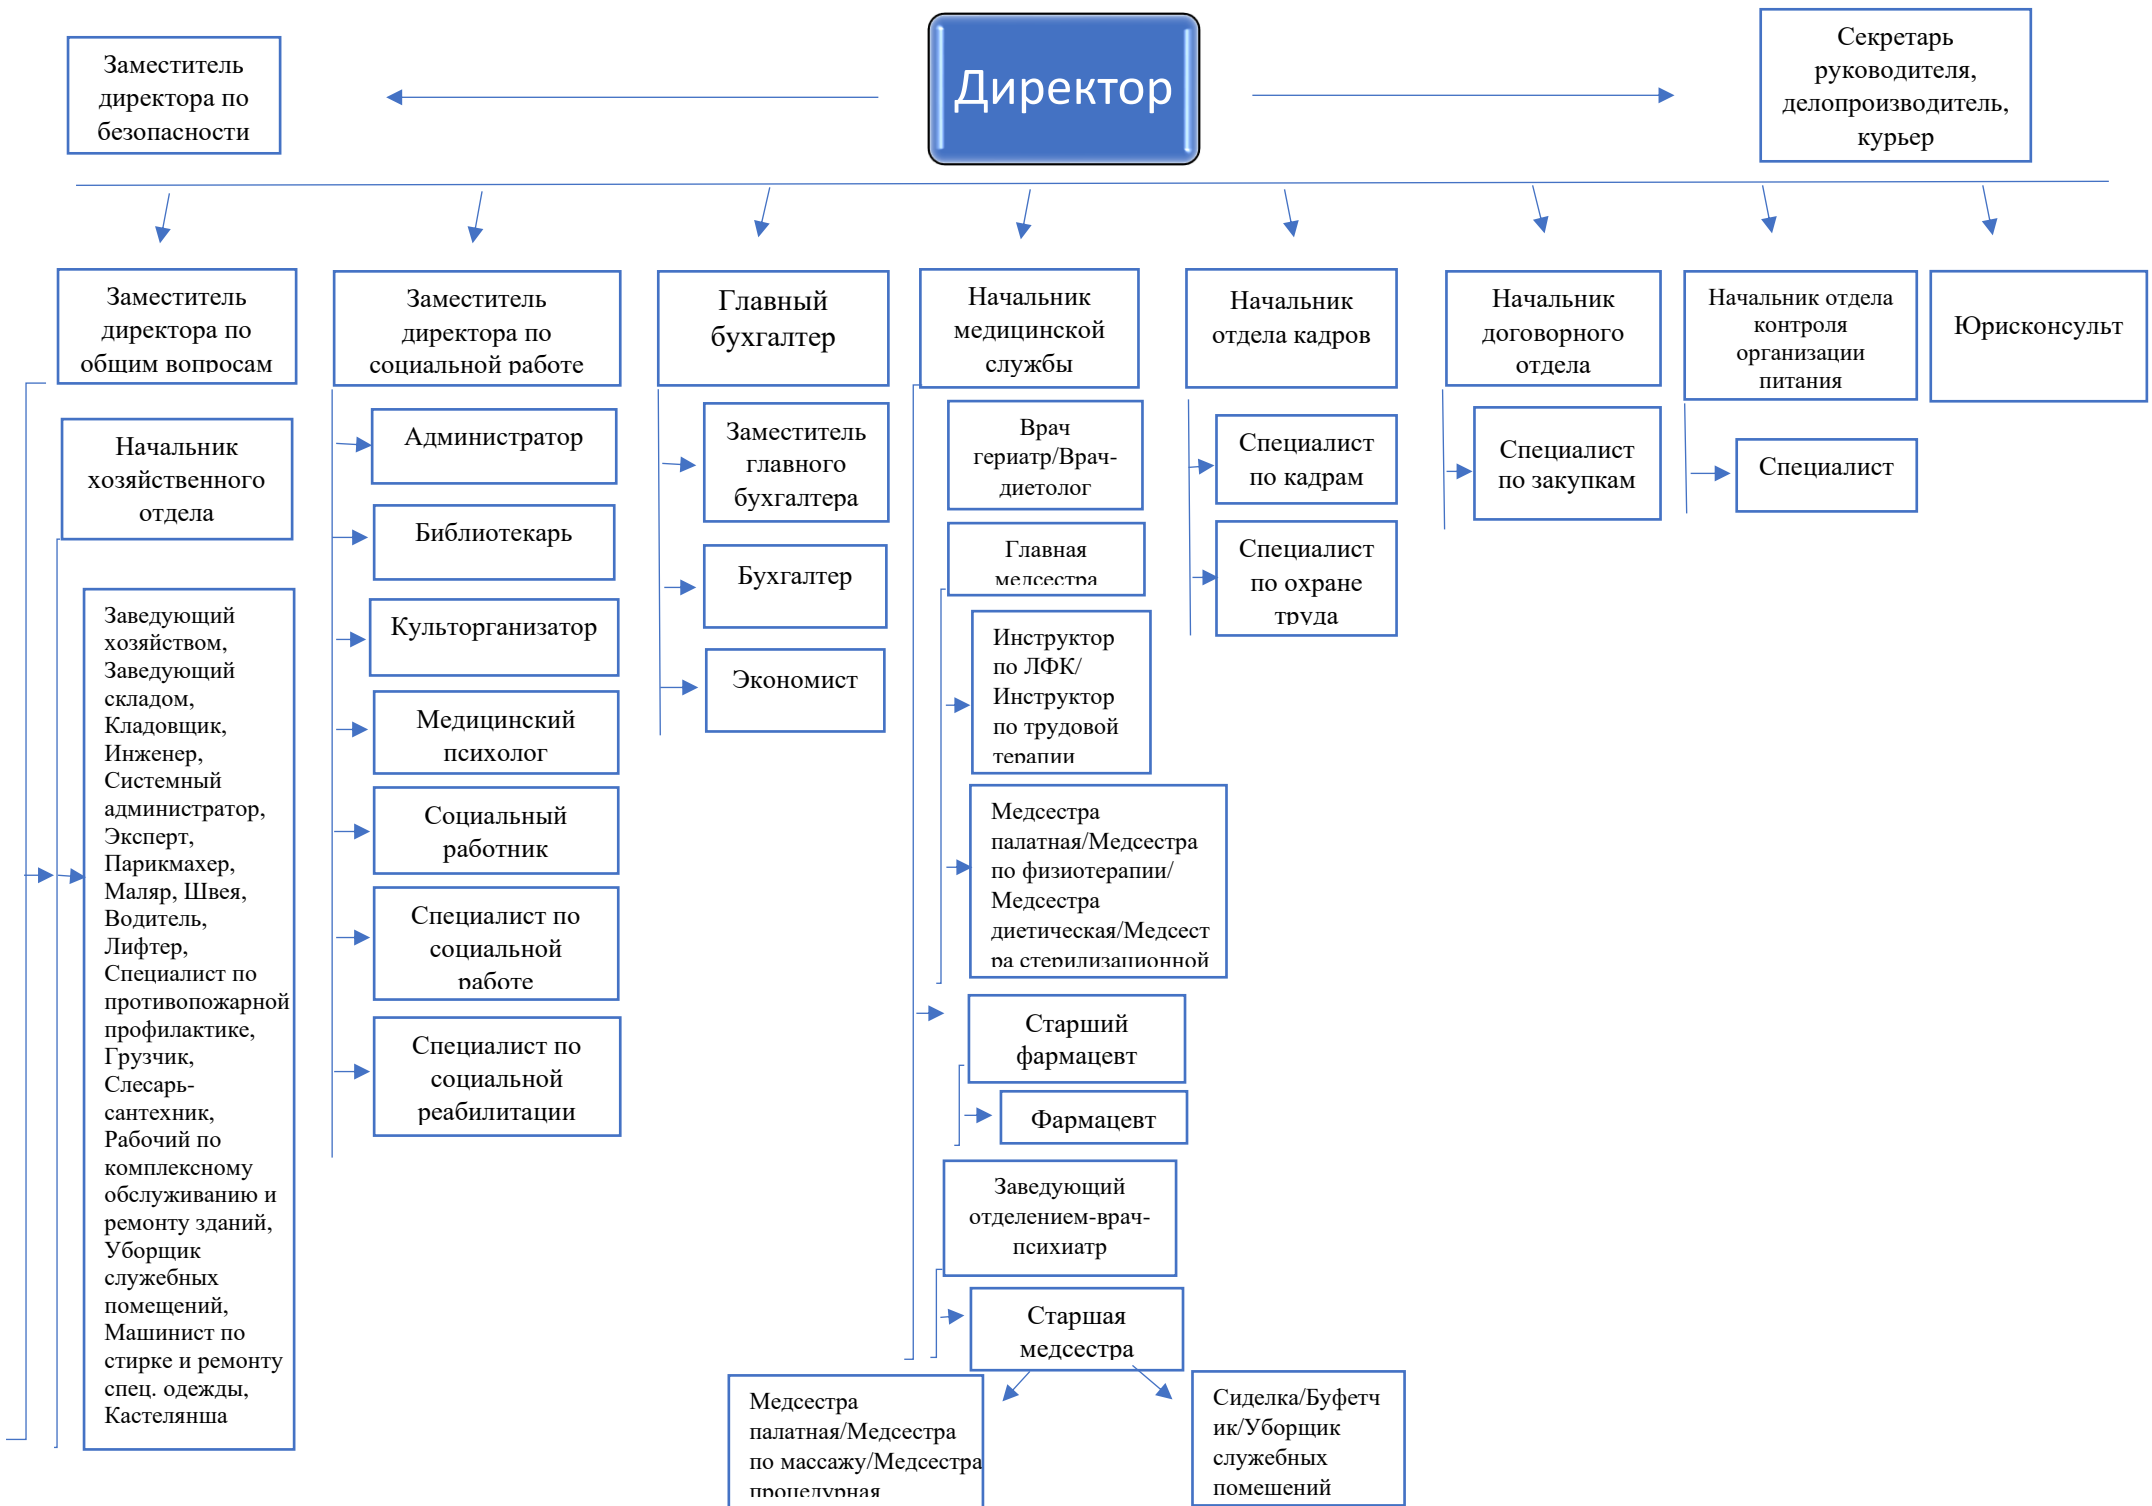 Заместитель
директора по
безопасности
Директор
Секретарь
руководителя,
делопроизводитель,
курьер
Заместитель
директора по
общим вопросам
Заместитель
директора по
социальной работе
Главный
бухгалтер
Начальник
медицинской
службы
Начальник
отдела кадров
Начальник
договорного
отдела
Начальник отдела
контроля
организации
питания
Юрисконсульт
Начальник
хозяйственного
отдела
Заведующий
хозяйством,
Заведующий
складом,
Кладовщик,
Инженер,
Системный
администратор,
Эксперт,
Парикмахер,
Маляр, Швея,
Водитель,
Лифтер,
Специалист по
противопожарной
профилактике,
Грузчик,
Слесарь-
сантехник,
Рабочий по
комплексному
обслуживанию и
ремонту зданий,
Уборщик
служебных
помещений,
Машинист по
стирке и ремонту
спец. одежды,
Кастелянша
Администратор
Библиотекарь
Культорганизатор
Медицинский
психолог
Социальный
работник
Специалист по
социальной
работе
Специалист по
социальной
реабилитации
Заместитель
главного
бухгалтера
Бухгалтер
Экономист
Врач
гериатр/Врач-
диетолог
Главная
медсестра
Инструктор
по ЛФК/
Инструктор
по трудовой
терапии
Медсестра
палатная/Медсестра
по физиотерапии/
Медсестра
диетическая/Медсест
ра стерилизационной
Старший
фармацевт
Фармацевт
Заведующий
отделением-врач-
психиатр
Старшая
медсестра
Медсестра
палатная/Медсестра
по массажу/Медсестра
процедурная
Сиделка/Буфетч
ик/Уборщик
служебных
помещений
Специалист
по кадрам
Специалист
по охране
труда
Специалист
по закупкам
Специалист